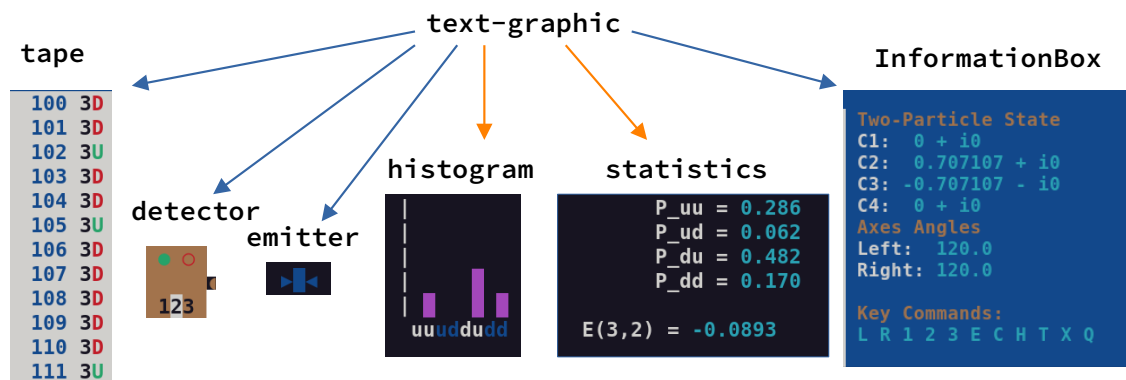 text-graphic
tape
InformationBox
100 3D
101 3D
102 3U
103 3D
104 3D
105 3U
106 3D
107 3D
108 3D
109 3D
110 3D
111 3U
detector
123
emitter
histogram
uuudduddd
statistics
P_uu = 0.286
P_ud = 0.062
P_du = 0.482
P_dd = 0.170
E(3,2) = -0.0893
Two-Particle State
C1: 0 + i0
C2: 0.707107 + i0
C3: -0.707107 - i0
C4: 0 + i0
Axes Angles
Left: 120.0
Right: 120.0
Key Commands:
L R 1 2 3 E C H T X Q